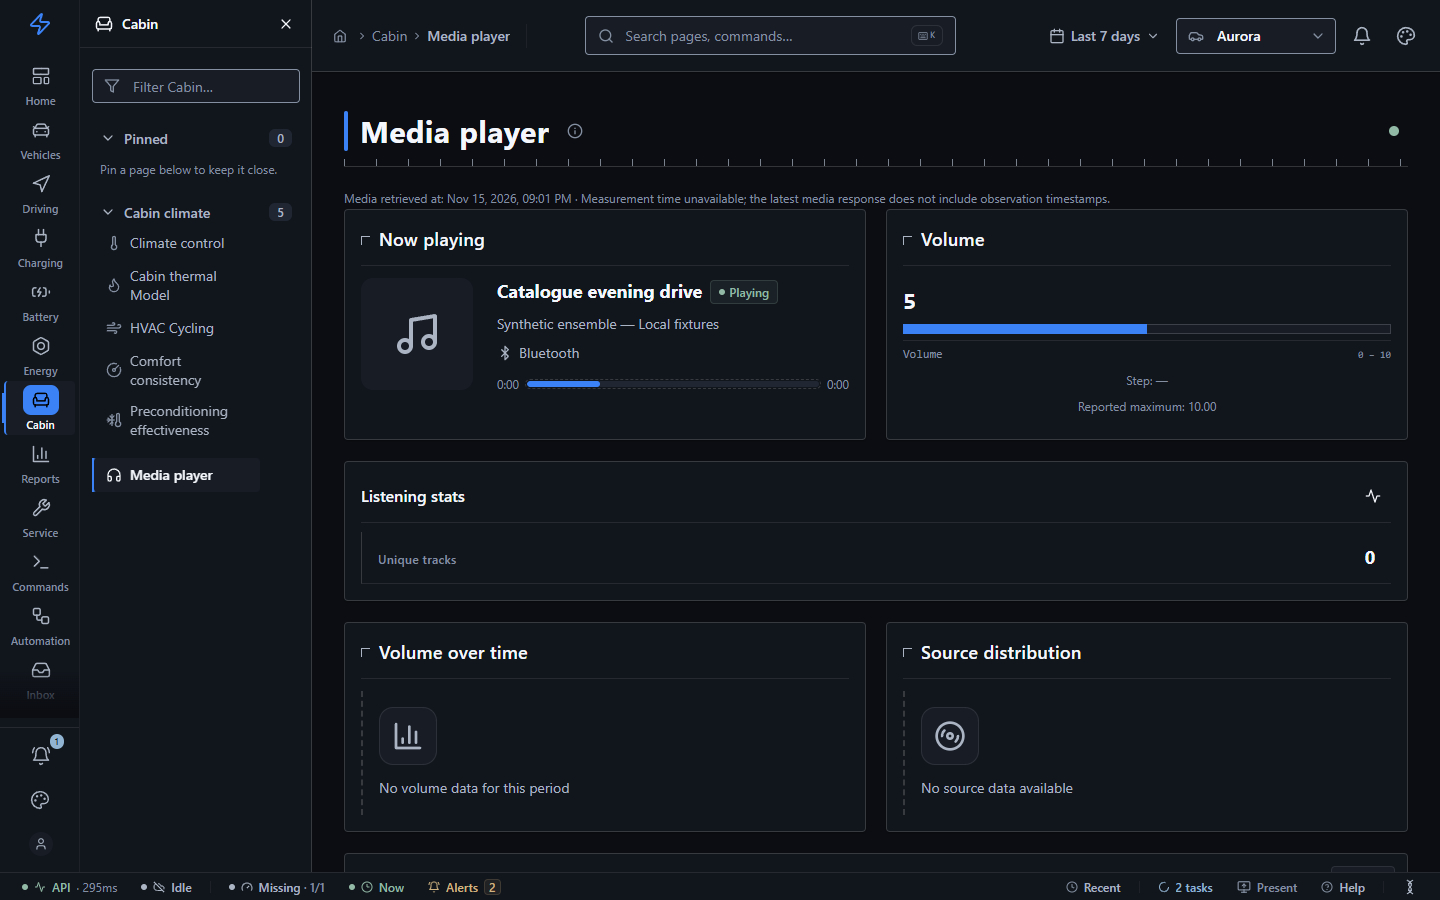 Cabin
Cabin
Media player
Search pages, commands...
K
Last 7 days
Aurora
Home
Vehicles
Driving
Charging
Battery
Energy
Cabin
Reports
Service
Commands
Automation
Inbox
1
Filter Cabin...
Pinned
0
Pin a page below to keep it close.
Cabin climate
5
Climate control
Cabin thermal
Model
HVAC Cycling
Comfort
consistency
Preconditioning
effectiveness
Media player
Media player
Media retrieved at: Nov 15, 2026, 09:01 PM · Measurement time unavailable; the latest media response does not include observation timestamps.
Now playing
Catalogue evening drive
Playing
Synthetic ensemble — Local fixtures
Bluetooth
0:00
0:00
Volume
5
Volume
0 – 10
Step: —
Reported maximum: 10.00
Listening stats
Unique tracks
0
Volume over time
No volume data for this period
Source distribution
No source data available
API · 295ms
Idle
Missing · 1/1
Now
Alerts 2
Recent
2 tasks
Present
Help